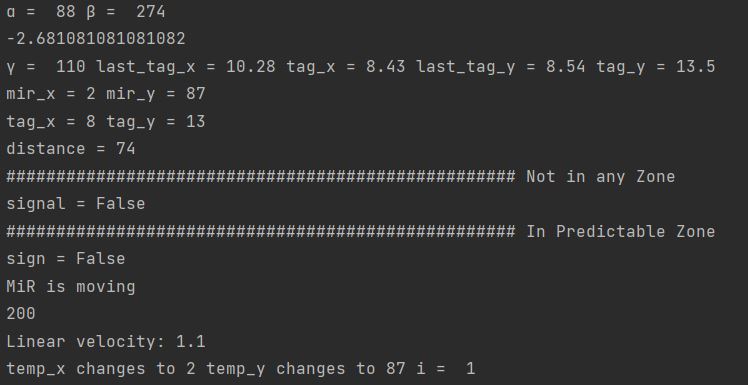 α =  88 β =  274
-2.681081081081082
γ =  110 last_tag_x = 10.28 tag_x = 8.43 last_tag_y = 8.54 tag_y = 13.5
mir_x = 2 mir_y = 87
tag_x = 8 tag_y = 13
distance = 74
################################################### Not in any Zone
signal = False
################################################### In Predictable Zone
sign = False
MiR is moving
200
Linear velocity: 1.1
temp_x changes to 2 temp_y changes to 87 i =  1